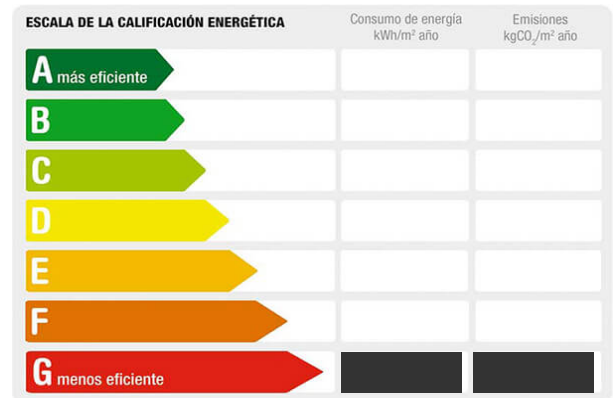 ESCALA DE LA CALIFICACIÓN ENERGÉTICA
Consumo de energía
kWh/m² año
Emisiones
kgCO₂/m² año
A más eficiente
B
C
D
E
F
G menos eficiente